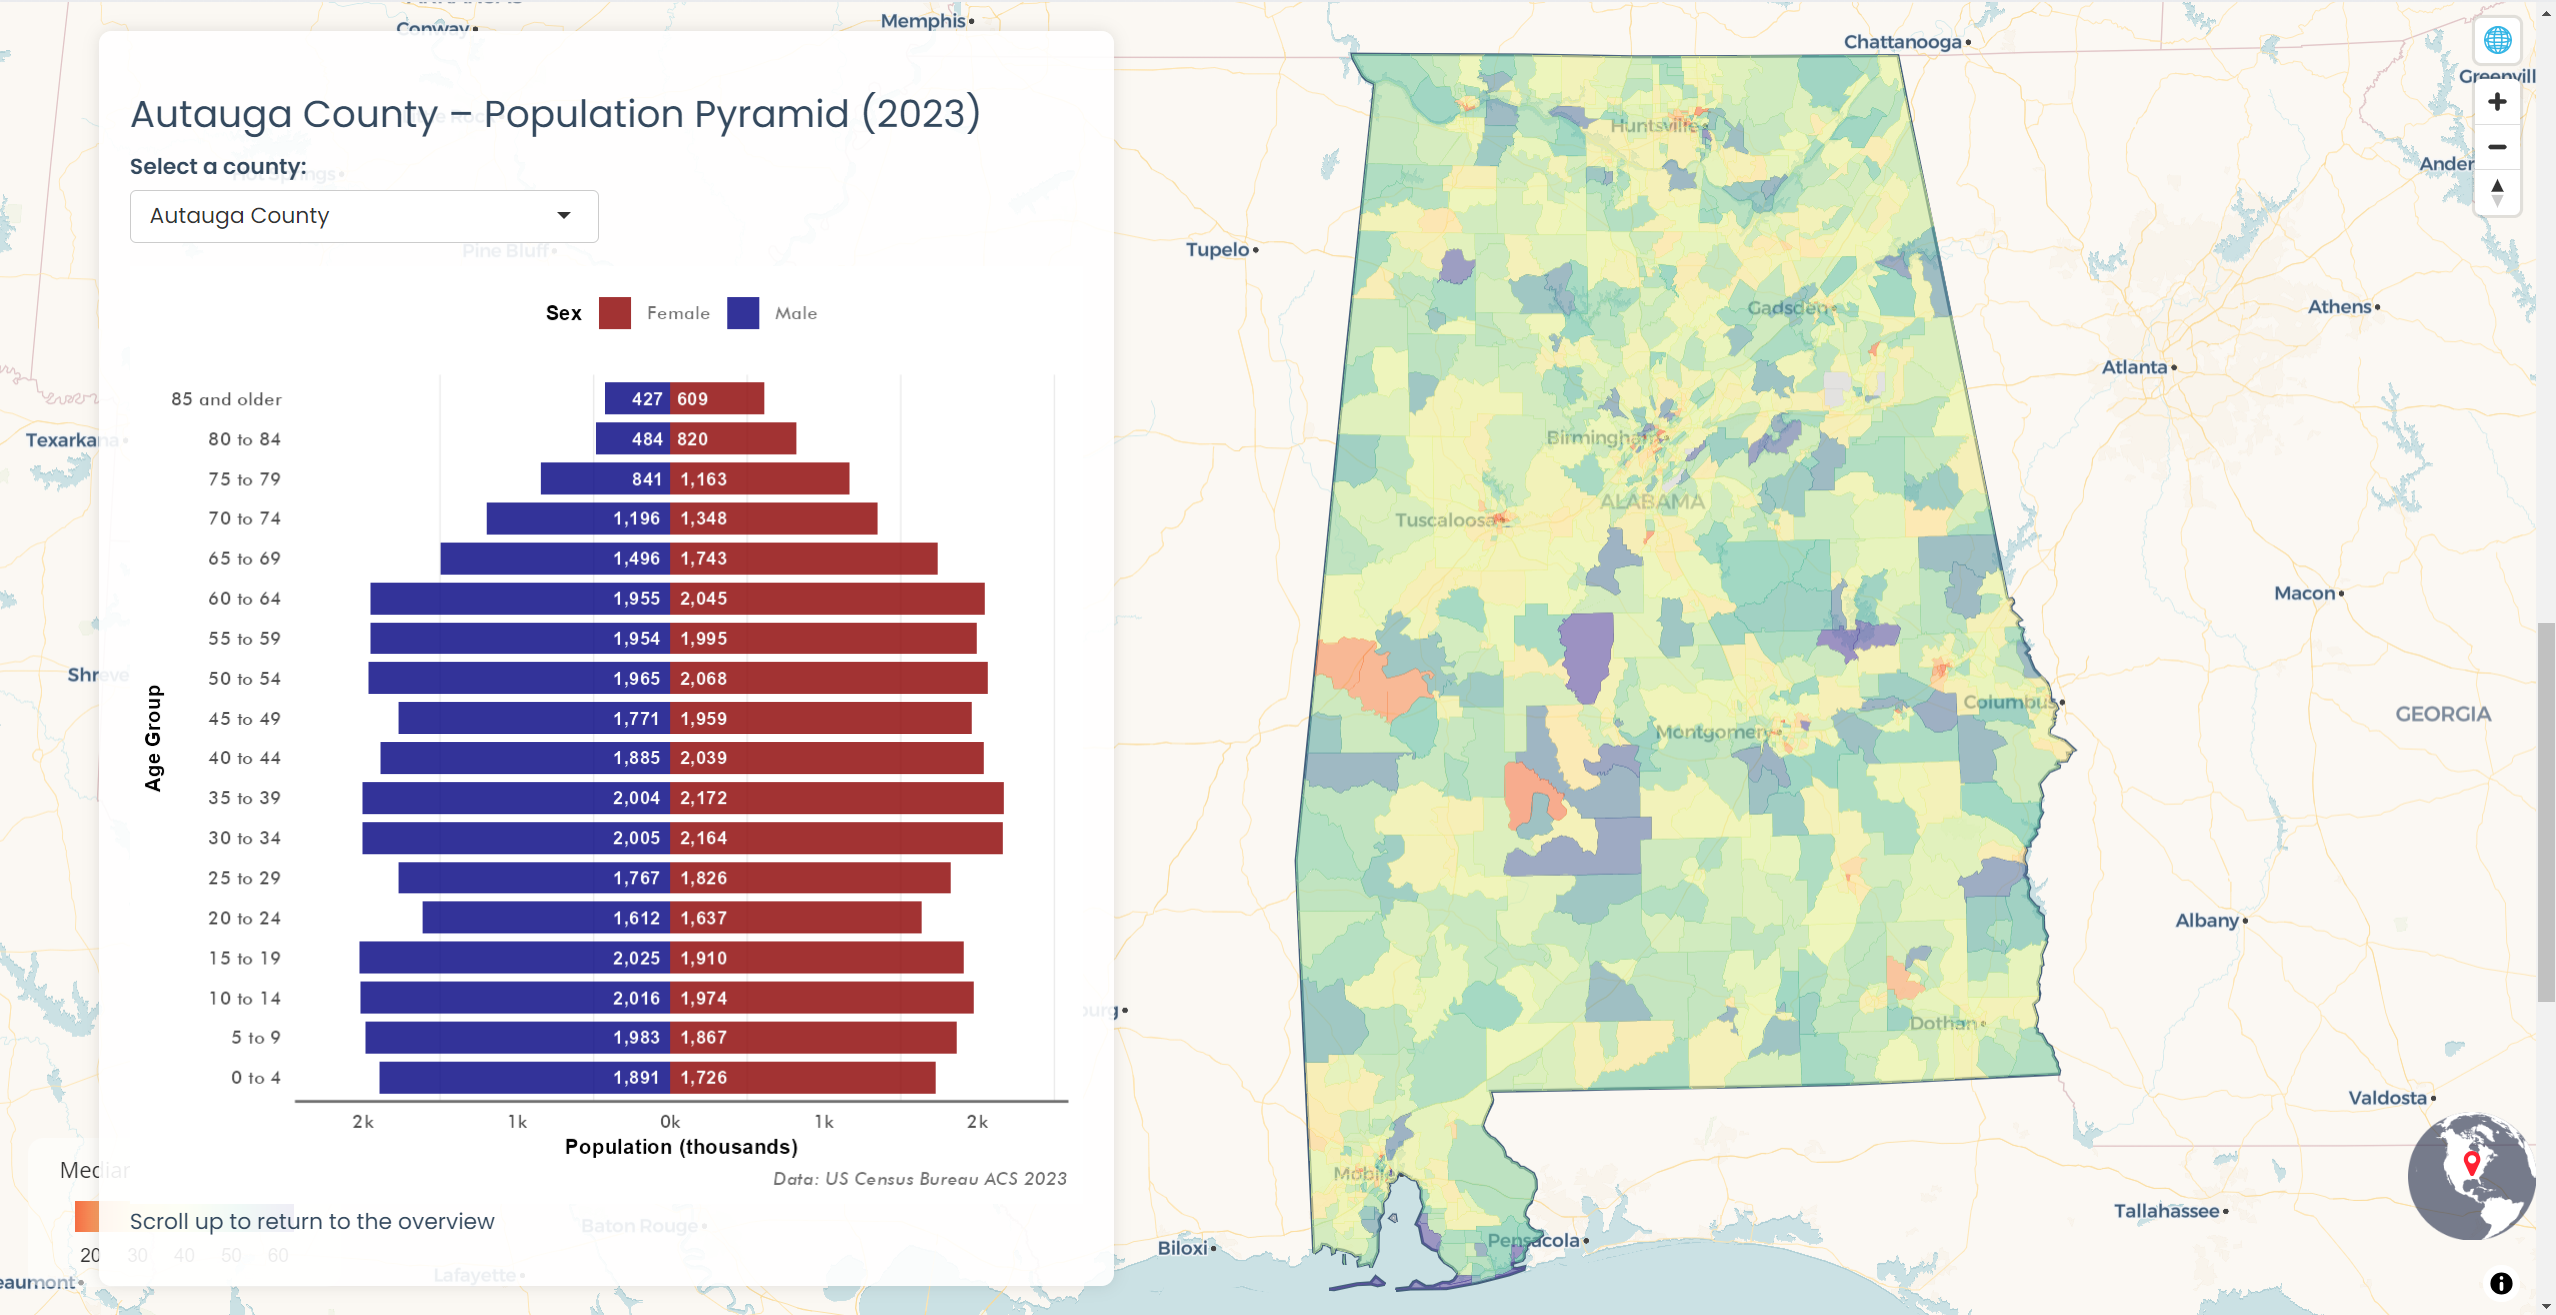 Conway
Memphis
Chattanooga
Greenvill
Autauga County – Population Pyramid (2023)
Select a county:
Autauga County
Pine Bluff
Sex Female Male
85 and older 427 609
80 to 84 484 820
75 to 79 841 1,163
70 to 74 1,196 1,348
65 to 69 1,496 1,743
60 to 64 1,955 2,045
55 to 59 1,954 1,995
50 to 54 1,965 2,068
45 to 49 1,771 1,959
40 to 44 1,885 2,039
35 to 39 2,004 2,172
30 to 34 2,005 2,164
25 to 29 1,767 1,826
20 to 24 1,612 1,637
15 to 19 2,025 1,910
10 to 14 2,016 1,974
5 to 9 1,983 1,867
0 to 4 1,891 1,726
Age Group
2k 1k 0k 1k 2k
Population (thousands)
Data: US Census Bureau ACS 2023
Scroll up to return to the overview
Median
20 30 40 50 60
Baton Rouge
Lafayette
eaumont
Texarkana
Shreve
Huntsville
Ander
Tupelo
Gadsden
Athens
Atlanta
Birmingham
ALABAMA
Tuscaloosa
Macon
Columbus
GEORGIA
Montgomery
Albany
burg
Dothan
Valdosta
Mobile
Tallahassee
Biloxi
Pensacola